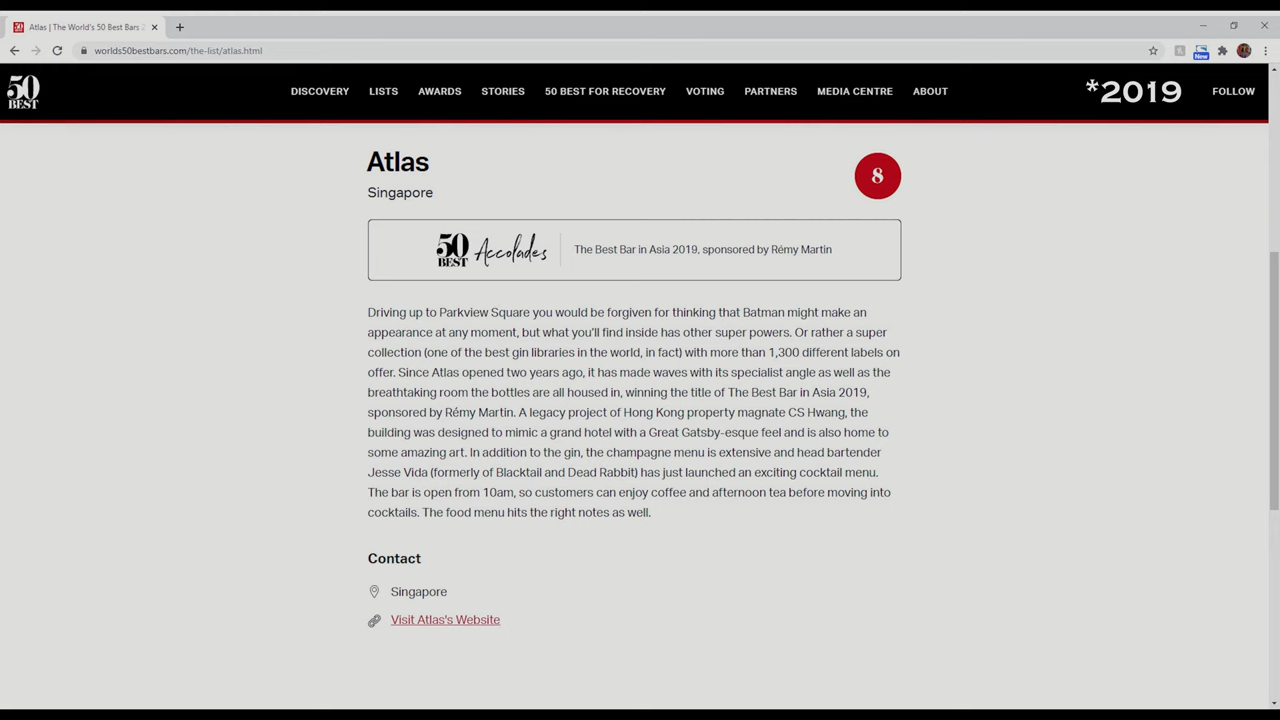 Atlas | The World's 50 Best Bars
worlds50bestbars.com/the-list/atlas.html
New
50
BEST
DISCOVERY LISTS AWARDS STORIES 50 BEST FOR RECOVERY VOTING PARTNERS MEDIA CENTRE ABOUT *2019 FOLLOW
Atlas
8
Singapore
50
BEST Accolades The Best Bar in Asia 2019, sponsored by Rémy Martin
Driving up to Parkview Square you would be forgiven for thinking that Batman might make an
appearance at any moment, but what you'll find inside has other super powers. Or rather a super
collection (one of the best gin libraries in the world, in fact) with more than 1,300 different labels on
offer. Since Atlas opened two years ago, it has made waves with its specialist angle as well as the
breathtaking room the bottles are all housed in, winning the title of The Best Bar in Asia 2019,
sponsored by Rémy Martin. A legacy project of Hong Kong property magnate CS Hwang, the
building was designed to mimic a grand hotel with a Great Gatsby-esque feel and is also home to
some amazing art. In addition to the gin, the champagne menu is extensive and head bartender
Jesse Vida (formerly of Blacktail and Dead Rabbit) has just launched an exciting cocktail menu.
The bar is open from 10am, so customers can enjoy coffee and afternoon tea before moving into
cocktails. The food menu hits the right notes as well.
Contact
Singapore
Visit Atlas's Website